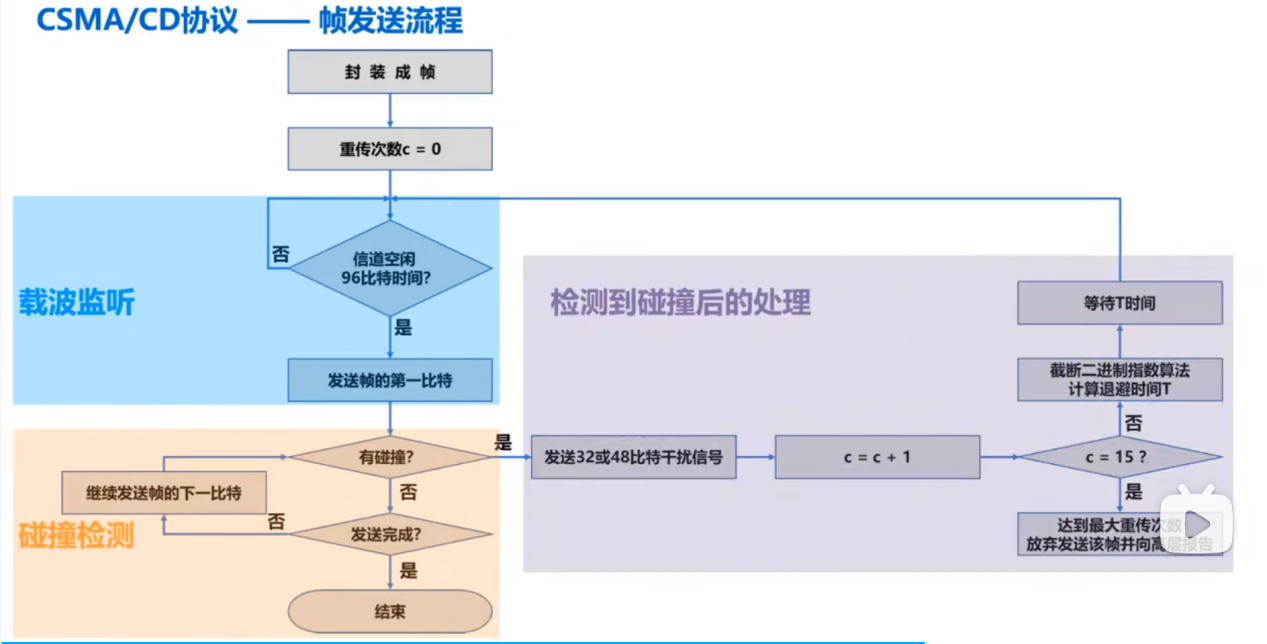 CSMA/CD协议 —— 帧发送流程
封装成帧
重传次数c = 0
否
信道空闲
96比特时间?
载波监听
是
发送帧的第一比特
检测到碰撞后的处理
等待T时间
截断二进制指数算法
计算退避时间T
否
有碰撞?
是
发送32或48比特干扰信号
c = c + 1
c = 15 ?
是
继续发送帧的下一比特
否
碰撞检测
否
发送完成?
达到最大重传次数
放弃发送该帧并向高层报告
是
结束